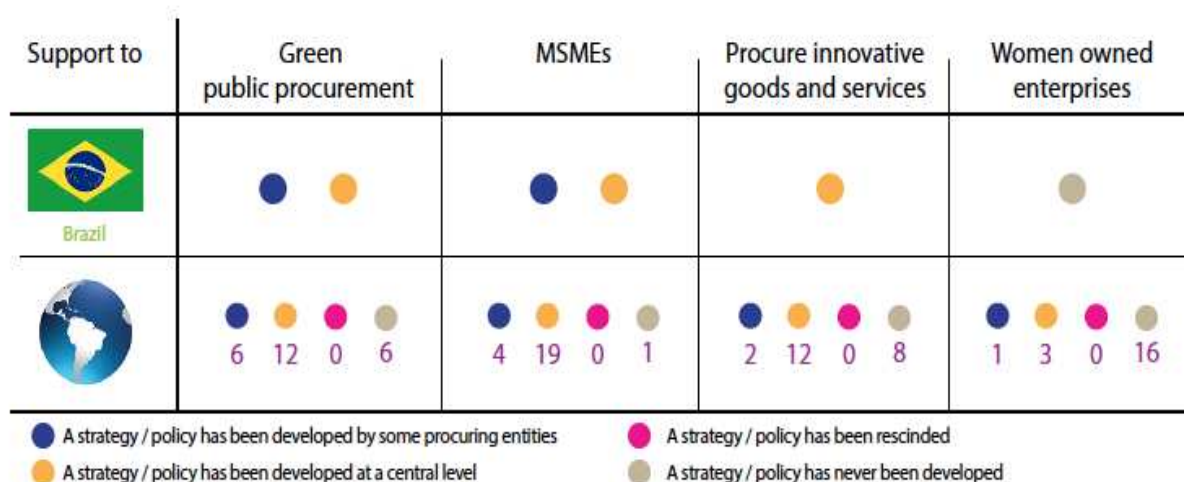 Support to
Green
public procurement
MSMEs
Procure innovative
goods and services
Women owned
enterprises
Brazil
6 12 0 6
4 19 0 1
2 12 0 8
1 3 0 16
A strategy / policy has been developed by some procuring entities
A strategy / policy has been rescinded
A strategy / policy has been developed at a central level
A strategy / policy has never been developed